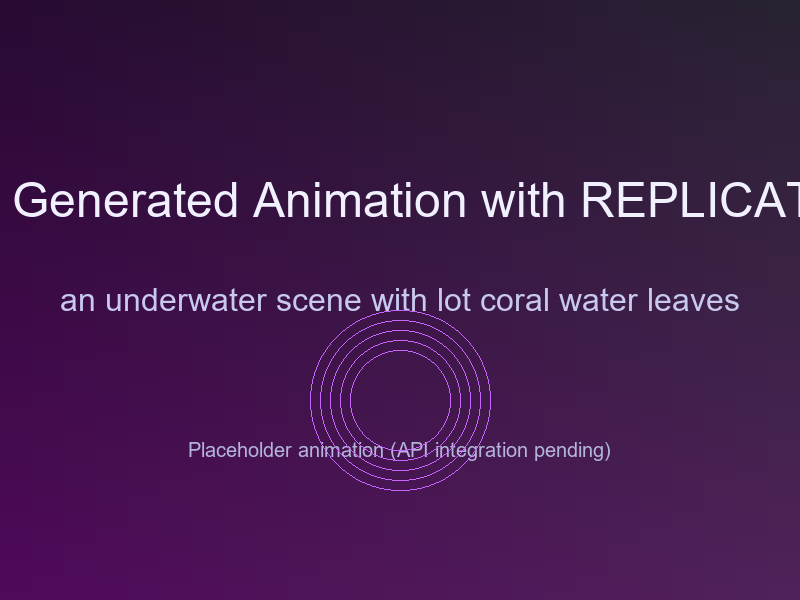 Generated Animation with REPLICAT
an underwater scene with lot coral water leaves
Placeholder animation (API integration pending)